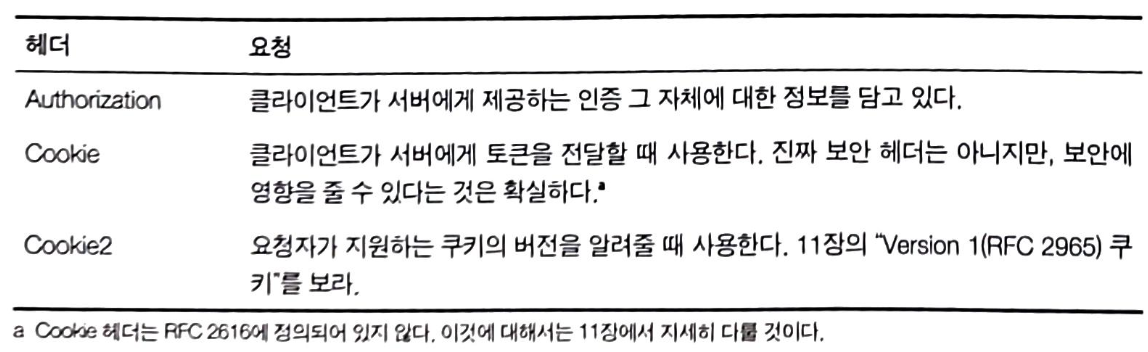 헤더 요청
Authorization 클라이언트가 서버에게 제공하는 인증 그 자체에 대한 정보를 담고 있다.
Cookie 클라이언트가 서버에게 토큰을 전달할 때 사용한다. 진짜 보안 헤더는 아니지만, 보안에
영향을 줄 수 있다는 것은 확실하다.a
Cookie2 요청자가 지원하는 쿠키의 버전을 알려줄 때 사용한다. 11장의 “Version 1(RFC 2965) 쿠
키”를 보라.
a Cookie 헤더는 RFC 2616에 정의되어 있지 않다. 이것에 대해서는 11장에서 자세히 다룰 것이다.